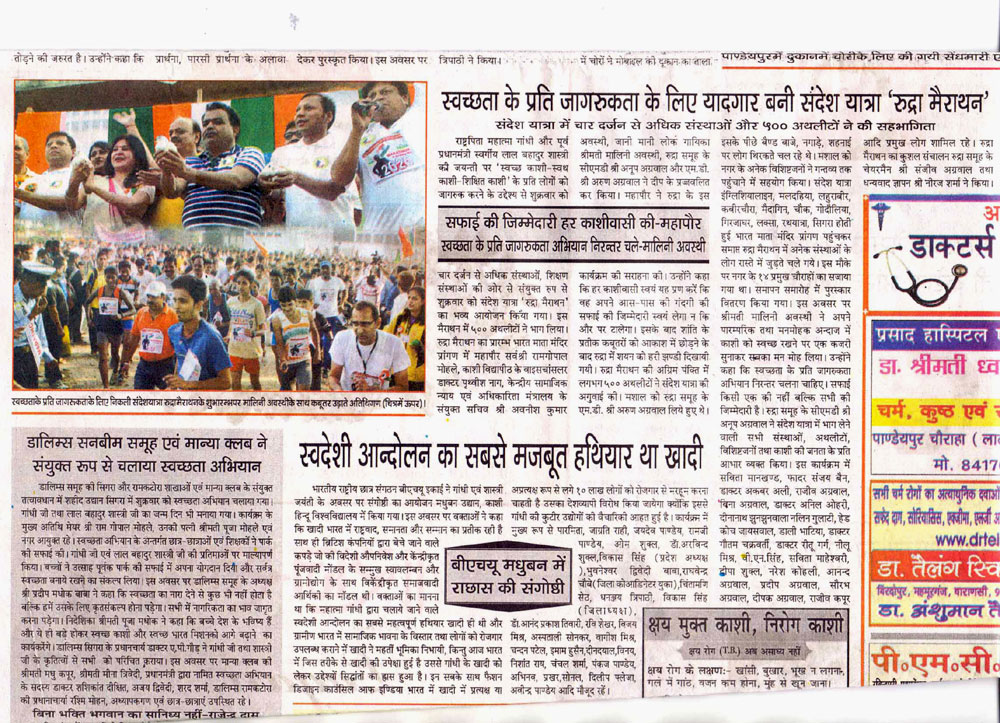 तोड़ने की जरुरत है। उन्होंने कहा कि
प्रार्थना, पारसी प्रार्थना के अलावा
देकर पुरस्कृत किया। इस अवसर पर
त्रिपाठी ने किया।
में चोरों ने मोबाइल की दुकान का ताला
पाण्डेयपुरमें दुकानमें चोरीके,लिए की गयी सेंधमारी
स्वच्छताके प्रति जागरुकताके लिए निकली संदेशयात्रा रुद्रामैराथनके शुभारम्भपर मालिनी अवस्थीके साथ कबूतर उड़ाते अतिथिगण (चित्रमें ऊपर)।
स्वच्छता के प्रति जागरुकता के लिए यादगार बनी संदेश यात्रा 'रुद्रा मैराथन'
संदेश यात्रा में चार दर्जन से अधिक संस्थाओं और ५०० अथलीटों ने की सहभागिता
राष्ट्रपिता महात्मा गांधी और पूर्व
प्रधानमंत्री स्वर्गीय लाल बहादुर शास्त्री
की जयन्ती पर 'स्वच्छ काशी-स्वथ
काशी-शिक्षित काशी' के प्रति लोगों को
जागरुक करने के उद्देश्य से शुक्रवार को
अवस्थी, जानी मानी लोक गायिका
श्रीमती मालिनी अवस्थी, रुद्रा समूह के
सीएमडी श्री अनूप अग्रवाल और एम.डी.
श्री अरुण अग्रवाल ने दीप के प्रजवलित
कर किया। महापौर ने रुद्रा के इस
सफाई की जिम्मेदारी हर काशीवासी की-महापौर
स्वच्छता के प्रति जागरुकता अभियान निरन्तर चले-मालिनी अवस्थी
चार दर्जन से अधिक संस्थाओं, शिक्षण
संस्थाओं की ओर से संयुक्त रुप से
शुक्रवार को संदेश यात्रा 'रुद्रा मैराथन'
का भव्य आयोजन किया गया। इस
मैराथन में ५०० अथलीटों ने भाग लिया।
रुद्रा मैराथन का प्रारम्भ भारत माता मंदिर
प्रांगण में महापौर सर्वश्री रामगोपाल
मोहले, काशी विद्यापीठ के वाइसचांसलर
डाक्टर पृथ्वीश नाग, केन्द्रीय सामाजिक
न्याय एवं अधिकारिता मंत्रालय के
संयुक्त सचिव श्री अवनीश कुमार
कार्यक्रम की सराहना की। उन्होंने कहा
कि हर काशीवासी स्वयं यह प्रण करें कि
वह अपने आस-पास की गंदगी की
सफाई की जिम्मेदारी स्वयं लेगा न कि
और पर टालेगा। इसके बाद शांति के
प्रतीक कबूतरों को आकाश में छोड़ने के
बाद रुद्रा में शयन को हरी झण्डी दिखायी
गयी। रुद्रा मैराथन की अग्रिम पंक्ति में
लगभग ५०० अथलीटों ने संदेश यात्रा की
अगुवाई की। मशाल को रुद्रा समूह के
एम.डी. श्री अरुण अग्रवाल लिये हुए थे।
इसके पीछे बैण्ड बाजे, नगाड़े, शहनाई
पर लोग थिरकते चल रहे थे। मशाल को
नगर के अनेक विशिष्टजनों ने गन्तव्य तक
पहुंचाने में सहयोग किया। संदेश यात्रा
इंग्लिशियालाइन, मलदहिया, लहुराबीर,
कबीरचौरा, मैदागिन, चौक, गोदौलिया,
गिरजाघर, लक्सा, रथयात्रा, सिगरा होती
हुई भारत माता मंदिर प्रांगण पहुंचकर
समाप्त रुद्रा मैराथन में अनेक संस्थाओं के
लोग रास्ते में जुड़ते चले गये। इस मौके
पर नगर के १४ प्रमुख चौराहों का सजाया
गया था। समापन समारोह में पुरस्कार
वितरण किया गया। इस अवसर पर
श्रीमती मालिनी अवस्थी ने अपने
पारम्परिक तथा मनमोहक अन्दाज में
काशी को स्वच्छ रखने पर एक कजरी
सुनाकर सबका मन मोह लिया। उन्होंने
कहा कि स्वच्छता के प्रति जागरुकता
अभियान निरन्तर चलना चाहिए। सफाई
किसी एक की नहीं बल्कि सभी की
जिम्मेदारी है। रुद्रा समूह के सीएमडी श्री
अनूप अग्रवाल ने संदेश यात्रा में भाग लेने
वाली सभी संस्थाओं, अथलीटों,
विशिष्टजनों तथा काशी की जनता के प्रति
आभार व्यक्त किया। इस कार्यक्रम में
सविता मानखण्ड, फादर संजय बैन,
डाक्टर अकबर अली, राजीव अग्रवाल,
बिना अग्रवाल, डाक्टर अनिल ओहरी,
दीनानाथ झुनझुनवाला नलिन गुलाटी, हेड
कोच जायसवाल, डाली भाटिया, डाक्टर
गौतम चक्रवर्ती, डाक्टर रीतू गर्ग, नीलू
मिश्र, बी.एन.सिंह, सविता माहेश्वरी,
दीपा शुक्ल, नरेश कोहली, आनन्द
अग्रवाल, प्रदीप अग्रवाल, सौरभ
अग्रवाल, दीपक अग्रवाल, राजीव कपूर
आदि प्रमुख लोग शामिल रहे। रुद्रा
मैराथन का कुशल संचालन रुद्रा समूह के
चेयरमैन श्री संजीव अग्रवाल तथा
धन्यवाद ज्ञापन श्री नीरज शर्मा ने किया।
डालिम्स सनबीम समूह एवं मान्या क्लब ने
संयुक्त रुप से चलाया स्वच्छता अभियान
डालिम्स समूह की सिगरा और रामकटोरा शाखाओं एवं मान्या क्लब के संयुक्त
तत्वावधान में शहीद उद्यान सिगरा में शुक्रवार को स्वच्छता अभियान चलाया गया।
गांधी जी तथा लाल बहादुर शास्त्री जी का जन्म दिन भी मनाया गया। कार्यक्रम के
मुख्य अतिथि मेयर श्री राम गोपाल मोहले, उनकी पत्नी श्रीमती पूजा मोहले एवं
नगर आयुक्त रहे। स्वच्छता अभियान के अन्तर्गत छात्र-छात्राओं एवं शिक्षकों ने पार्क
की सफाई की। गांधी जी एवं लाल बहादुर शास्त्री जी की प्रतिमाओं पर माल्यार्पण
किया। बच्चों ने उत्साह पूर्वक पार्क की सफाई में अपना योगदान दिया और सर्वत्र
स्वच्छता बनाये रखने का संकल्प लिया। इस अवसर पर डालिम्स समूह के अध्यक्ष
श्री प्रदीप मधोक बाबा ने कहा कि स्वच्छता का नारा देने से कुछ भी नहीं होता है
बल्कि हमें उसके लिए कृतसंकल्प होना पड़ेगा। सभी में नागरिकता का भाव जागृत
करना पड़ेगा। निदेशिका श्रीमती पूजा मधोक ने कहा कि बच्चे देश के भविष्य हैं
और ये ही बड़े होकर स्वच्छ काशी और स्वच्छ भारत मिशनको आगे बढ़ाने का
कार्यकरेंगे। डालिम्स सिगरा के प्रधानाचार्य डाक्टर ए.पी.गौड़ ने गांधी जी तथा शास्त्री
जी के कृतित्वों से सभी को परिचित कराया। इस अवसर पर मान्या क्लब की
श्रीमती मधु कपूर, श्रीमती मीना त्रिवेदी, प्रधानमंत्री द्वारा नामित स्वच्छता अभियान
के सदस्य डाक्टर शशिकांत दीक्षित, अजय द्विवेदी, शरद शर्मा, डालिम्स रामकटोरा
की प्रधानाचार्या रश्मि मोहन, अध्यापकगण एवं छात्र-छात्राएं उपस्थित रहे।
बिना भक्ति भगवान का सानिध्य नहीं-राजेन्द्र दास
स्वदेशी आन्दोलन का सबसे मजबूत हथियार था खादी
भारतीय राष्ट्रीय छात्र संगठन बीएचयू इकाई ने गांधी एवं शास्त्री
जयंती के अवसर पर संगोष्ठी का आयोजन मधुबन उद्यान, काशी
हिन्दू विश्वविद्यालय में किया गया। इस अवसर पर वक्ताओं ने कहा
कि खादी भारत में राष्ट्रवाद, समानता और सम्मान का प्रतीक रही है
साथ ही ब्रिटेन कंपनियों द्वारा बेचे जाने वाले
कपड़े जो की विदेशी औपनिवेश और केंद्रीकृत
पूंजवादी मॉडल के सम्मुख स्वावलम्बन और
ग्रामोद्योग के साथ विकेंद्रीकृत समाजवादी
आर्थिकी का मॉडल थी। वक्ताओं का मानना
था कि महात्मा गांधी द्वारा चलाये जाने वाले
स्वदेशी आन्दोलन का सबसे महत्वपूर्ण हथियार खादी ही थी और
ग्रामीण भारत में सामाजिक भावना के विस्तार तथा लोगों को रोजगार
उपलब्ध कराने में खादी ने महतीं भूमिका निभायी, किन्तु आज भारत
में जिस तरीके से खादी की उपेक्षा हुई है उससे गांधी के खादी को
लेकर उद्देश्यों सिद्धांतों का ह्रास हुआ है। इन सबके साथ फैशन
डिजाइन काउंसिल आफ इण्डिया भारत में खादी में प्रत्यक्ष या
बीएचयू मधुबन में
राछास की संगोष्ठी
अप्रत्यक्ष रूप से लगे १० लाख लोगों को रोजगार से महरूम करना
चाहती है उसका देशव्यापी विरोध किया जायेगा क्योंकि इससे
गांधी की कुटीर उद्योगों की वैचारिकी आहत हुई है। कार्यक्रम में
मुख्य रूप से पारमिता, जाग्रति राही, जयदेव पाण्डेय, रामजी
पाण्डेय, ओम शुक्ल, डॉ.अरविन्द
शुक्ल,विकास सिंह (प्रदेश अध्यक्ष
),भुवनेश्वर द्विवेदी बाबा,राघवेन्द्र
चौबे(जिला कोआडिनेटर युका),चिंतामणि
सेठ, धनञ्जय त्रिपाठी, विकास सिंह
(जिलाध्यक्ष),
डॉ.आनंद प्रकाश तिवारी, रवि शेखर, विजय
मिश्र, अस्पताली सोनकर, वागीश मिश्र,
चन्दन पटेल, इमाम हुसैन,दीनदयाल,विनय,
निशांत राय, चंचल शर्मा, पंकज पाण्डेय,
अभिनव, प्रखर,सोनल, दिलीप फ्लेजा,
अर्वेन्द्र पाण्डेय आदि मौजूद रहें।
क्षय मुक्त काशी, निरोग काशी
क्षय रोग (T.B.) अब असाध्य नहीं
क्षय रोग के लक्षण:- खांसी, बुखार, भूख न लगना,
गले में गांठ, वजन कम होना, मुंह से खून जाना।
डाक्टर्स
प्रसाद हास्पिटल
डा. श्रीमती
चर्म, कुष्ठ एवं
पाण्डेयपुर चौराहा
मो. 8417
सभी चर्म रोगों का अत्याधुनिक दवाओं
सफेद दाग, सोरियासिस, एक्जीमा,
www.drtel
डा. तैलंग स्कि
सिंदरपुर, महमूरगंज, वाराणसी.
डा. अंशुमान
पी०एम०सी०